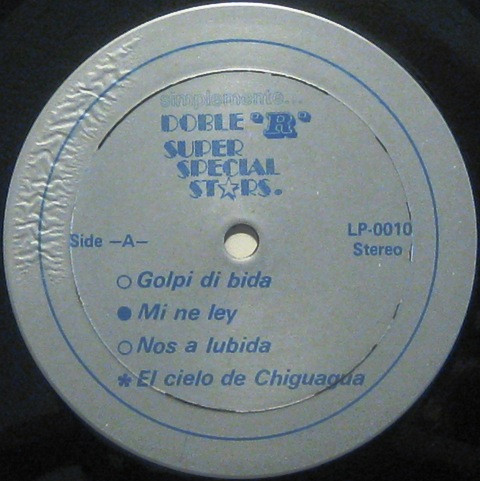 simplemente...
DOBLE "R"
SUPER
SPECIAL
ST☆RS.
Side —A—
LP-0010
Stereo
○ Golpi di bida
● Mi ne ley
○ Nos a lubida
* El cielo de Chiguagua